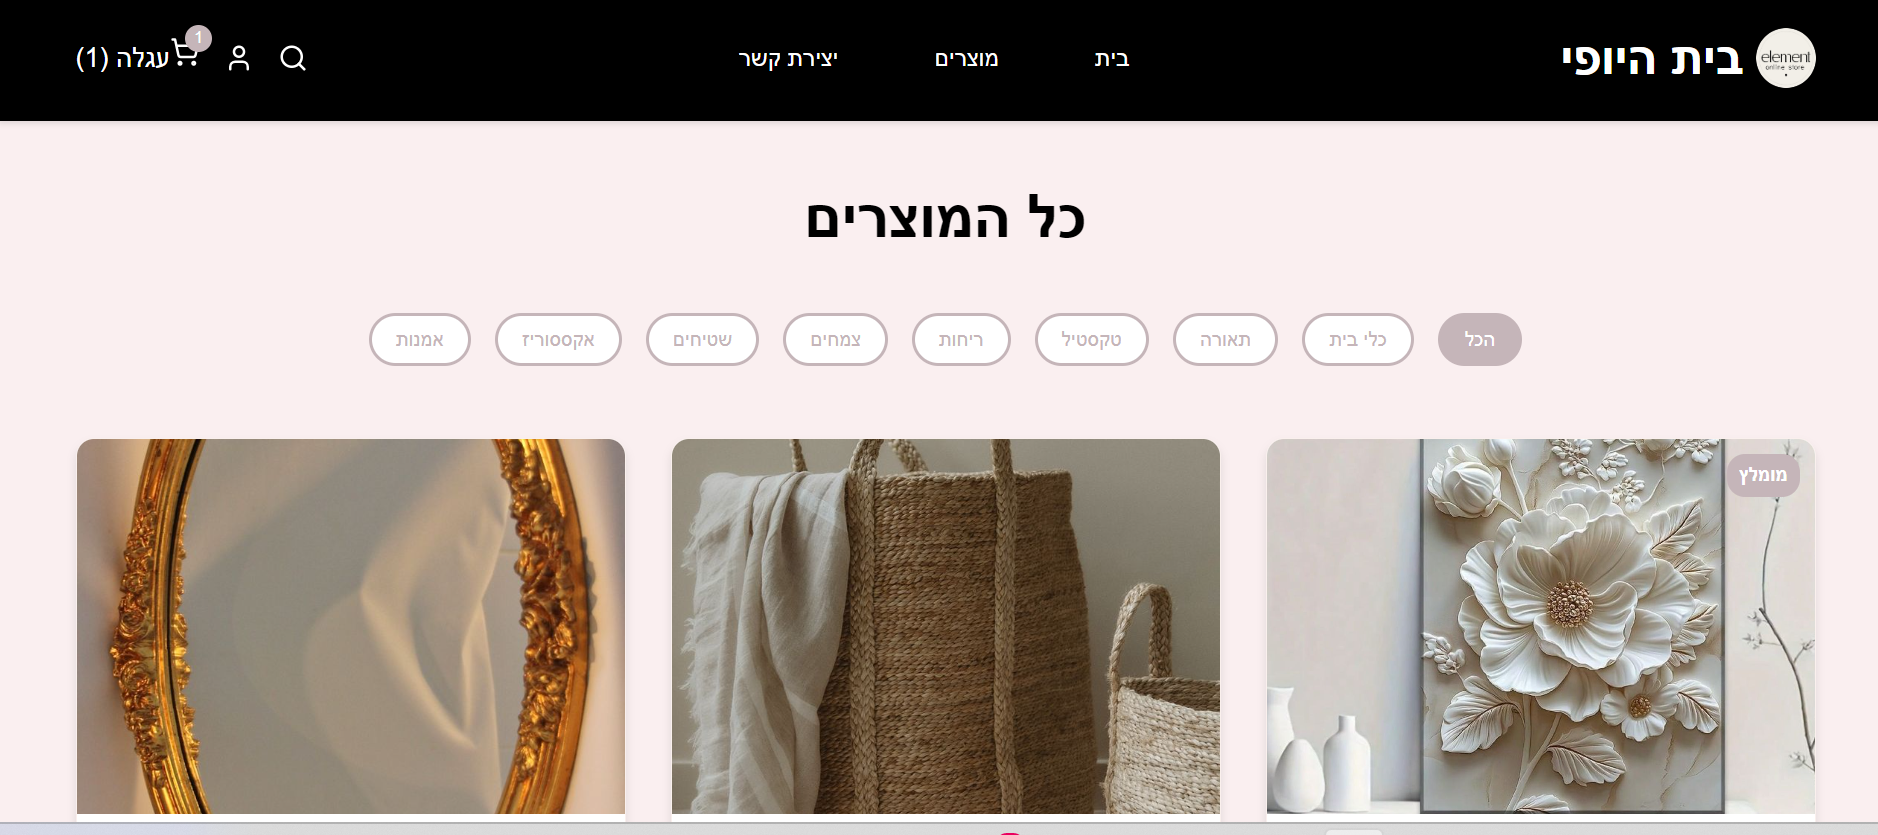 element
online store
בית היופי
בית
מוצרים
יצירת קשר
1
עגלה (1)
כל המוצרים
הכל
כלי בית
תאורה
טקסטיל
ריחות
צמחים
שטיחים
אקססוריז
אמנות
מומלץ